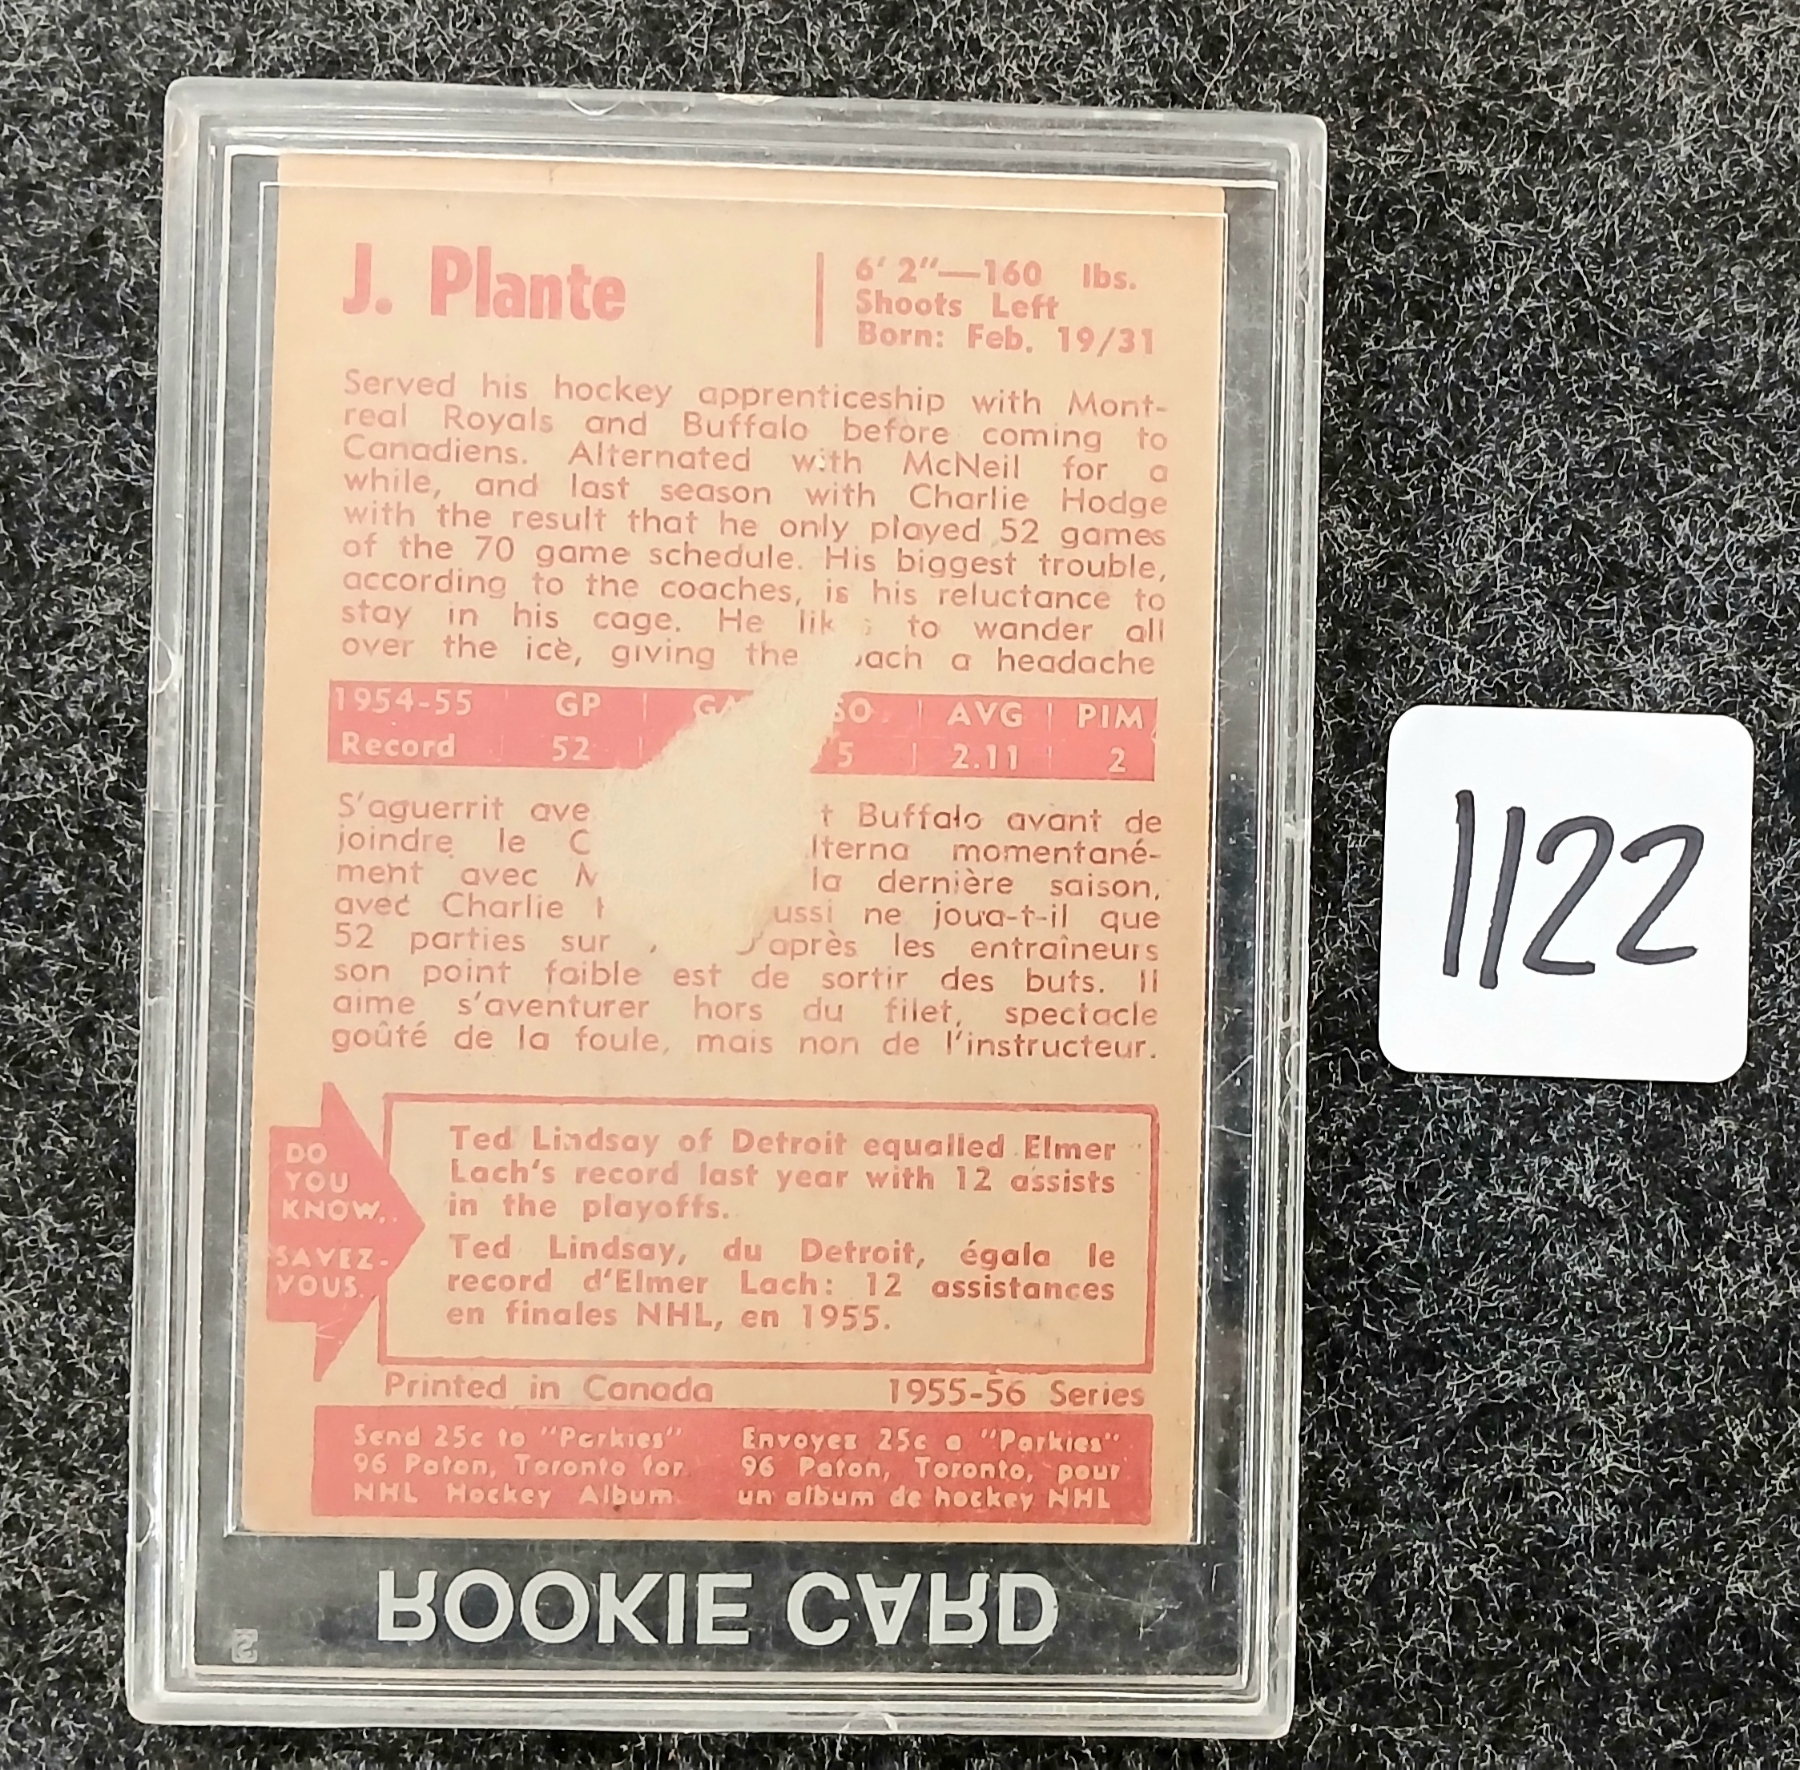 J. Plante
6' 2"—160 lbs.
Shoots Left
Born: Feb. 19/31
Served his hockey apprenticeship with Mont-
real Royals and Buffalo before coming to
Canadiens. Alternated with McNeil for a
while, and last season with Charlie Hodge
with the result that he only played 52 games
of the 70 game schedule. His biggest trouble,
according to the coaches, is his reluctance to
stay in his cage. He to wander all
over the ice, giving the a headache
1954-55 GP AVG PIM
Record 52 5 2.11 2
S'aguerrit Buffalo avant de
joindre le momentané-
ment avec la dernière saison,
avec Charlie ne joua-t-il que
52 parties sur les entraîneurs
son point faible est de sortir des buts. Il
aime s'aventurer hors du filet, spectacle
goûté de la foule, mais non de l'instructeur.
DO
YOU
KNOW..
SAVEZ-
VOUS.
Ted Lindsay of Detroit equalled Elmer
Lach's record last year with 12 assists
in the playoffs.
Ted Lindsay, du Detroit, égala le
record d'Elmer Lach: 12 assistances
en finales NHL, en 1955.
Printed in Canada 1955-56 Series
Send 25c to "Parkies"
96 Paton, Toronto for
NHL Hockey Album
Envoyez 25c a "Parkies"
96 Paton, Toronto, pour
un album de hockey NHL
ROOKIE CARD
1122